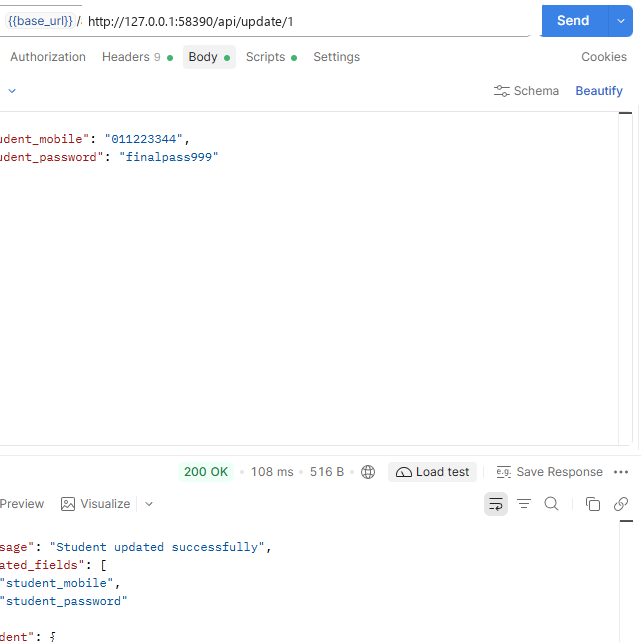 {{base_url}} /
http://127.0.0.1:58390/api/update/1
Send
Authorization Headers 9 Body Scripts Settings Cookies
Schema Beautify
udent_mobile": "011223344",
udent_password": "finalpass999"
200 OK • 108 ms • 516 B • Load test e.g. Save Response •••
Preview Visualize
sage": "Student updated successfully",
ated_fields": [
"student_mobile",
"student_password"
dent": {